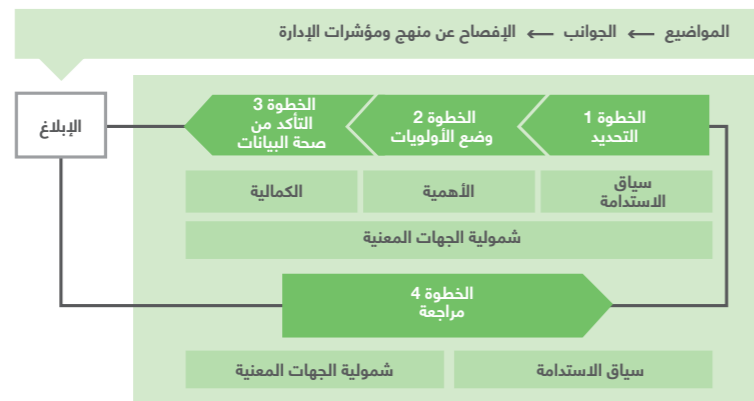 المواضيع ← الجوانب ← الإفصاح عن منهج ومؤشرات الإدارة
الخطوة 1
التحديد
الخطوة 2
وضع الأولويات
الخطوة 3
التأكد من
صحة البيانات
الإبلاغ
سياق
الاستدامة
الأهمية
الكمالية
شمولية الجهات المعنية
الخطوة 4
مراجعة
سياق الاستدامة
شمولية الجهات المعنية